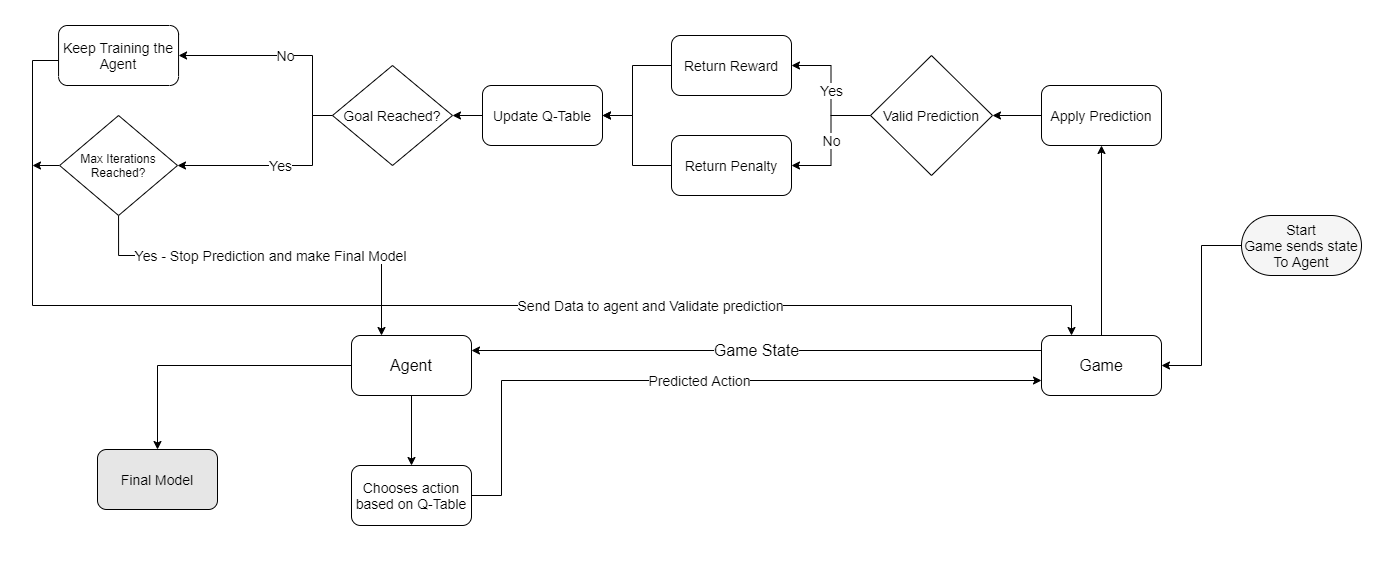 Keep Training the
Agent
No
Return Reward
Yes
Goal Reached?
Update Q-Table
Valid Prediction
Apply Prediction
No
Max Iterations
Reached?
Yes
Return Penalty
Start
Game sends state
To Agent
Yes - Stop Prediction and make Final Model
Send Data to agent and Validate prediction
Game State
Agent
Game
Predicted Action
Final Model
Chooses action
based on Q-Table